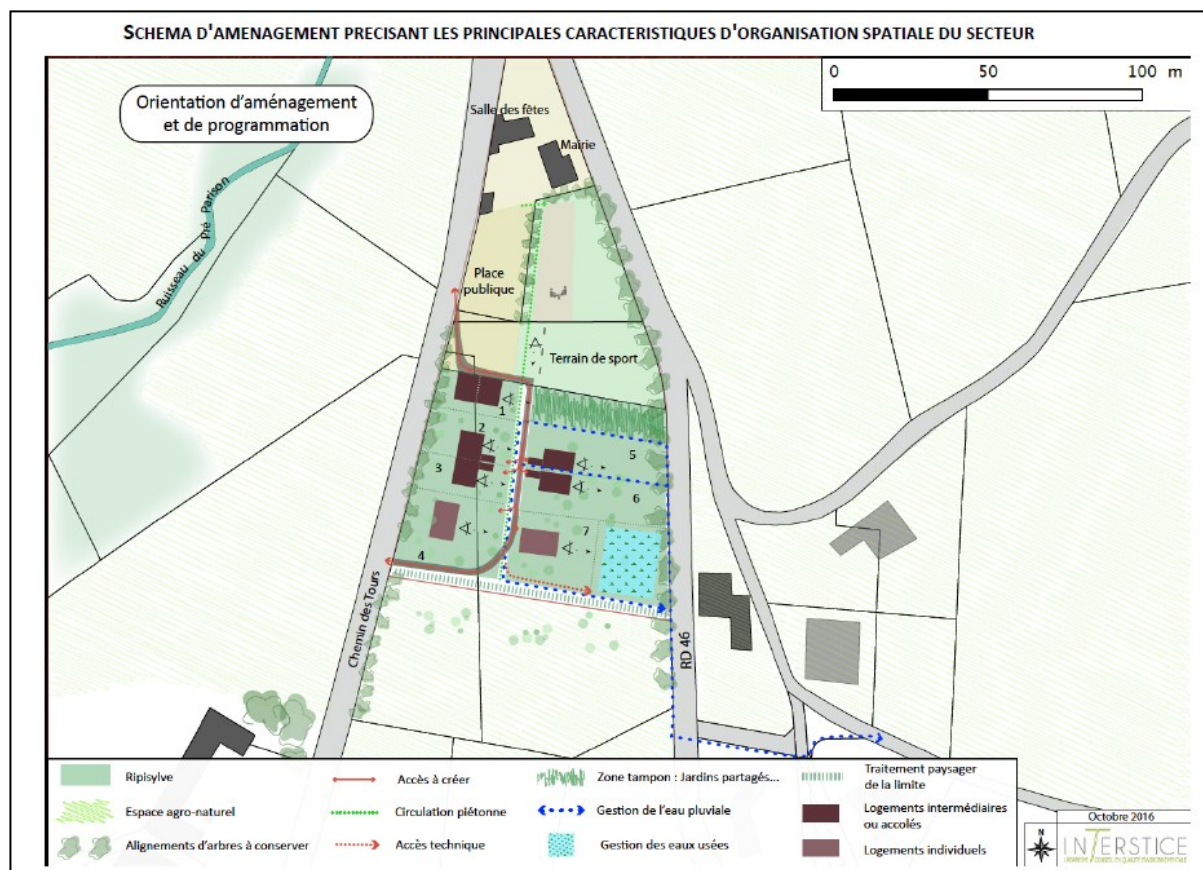 SCHEMA D'AMENAGEMENT PRECISANT LES PRINCIPALES CARACTERISTIQUES D'ORGANISATION SPATIALE DU SECTEUR
Orientation d'aménagement
et de programmation
0 50 100 m
Salle des fêtes
Mairie
Ruisseau du Pré Parison
Place
publique
Terrain de sport
1
2
3
4
5
6
7
Chemin des Tours
RD 46
Ripisylve
Espace agro-naturel
Alignements d'arbres à conserver
Accès à créer
Circulation piétonne
Accès technique
Zone tampon : Jardins partagés...
Gestion de l'eau pluviale
Gestion des eaux usées
Traitement paysager
de la limite
Logements intermédiaires
ou accolés
Logements individuels
Octobre 2016
N
INTERSTICE